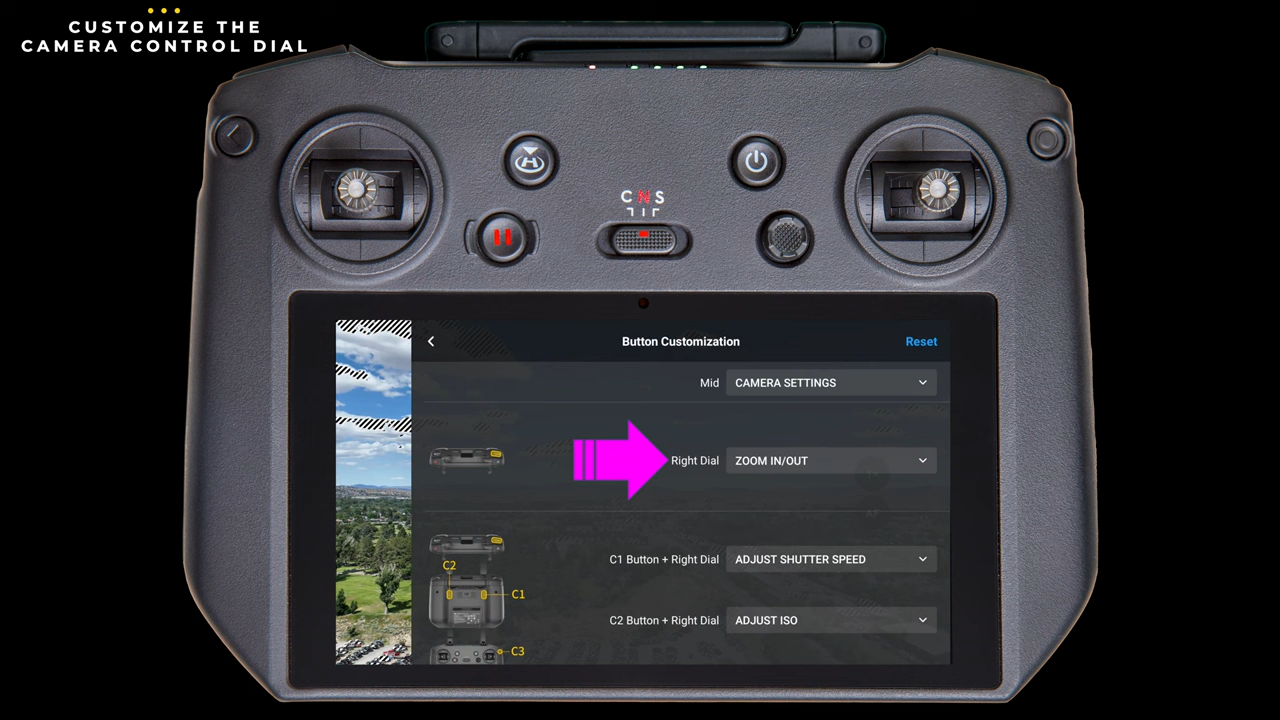 CUSTOMIZE THE
CAMERA CONTROL DIAL
C N S
Button Customization
Reset
Mid
CAMERA SETTINGS
Right Dial
ZOOM IN/OUT
C2
C1
C1 Button + Right Dial
ADJUST SHUTTER SPEED
C2 Button + Right Dial
ADJUST ISO
C3